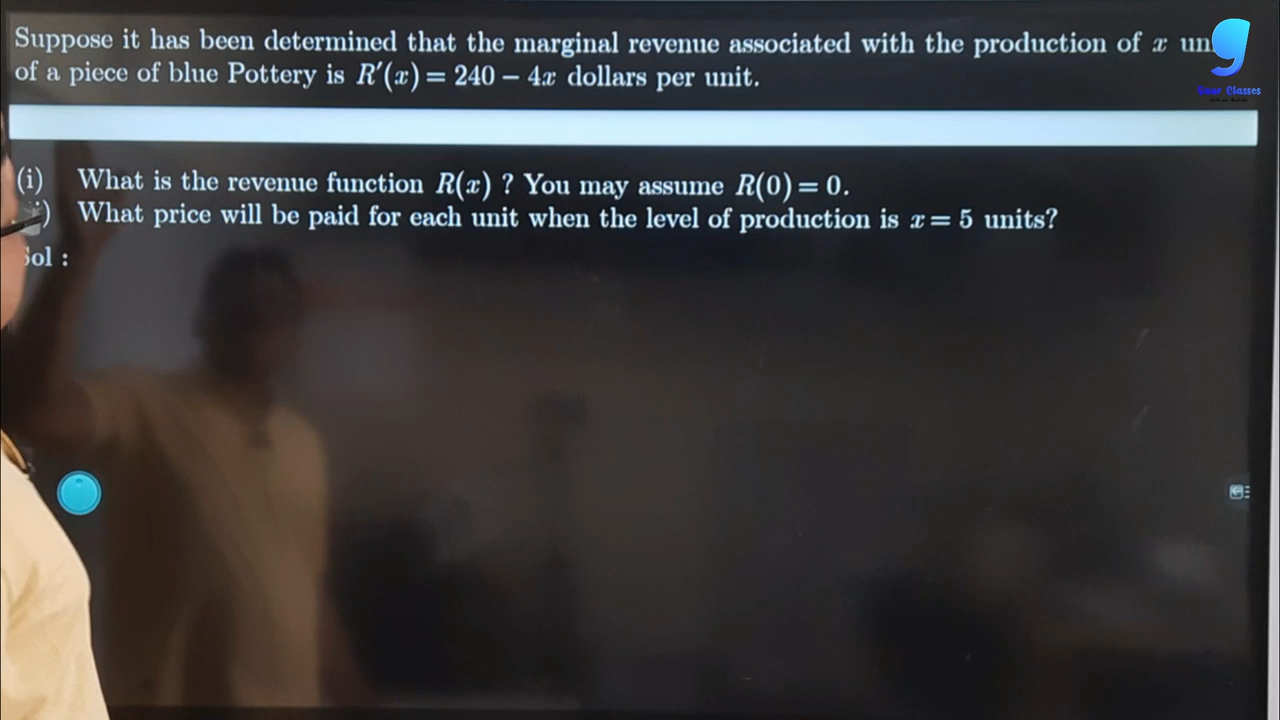 Suppose it has been determined that the marginal revenue associated with the production of x
of a piece of blue Pottery is R′(x) = 240 – 4x dollars per unit.
Classes
(i) What is the revenue function R(x) ? You may assume R(0) = 0.
What price will be paid for each unit when the level of production is x = 5 units?
ol :